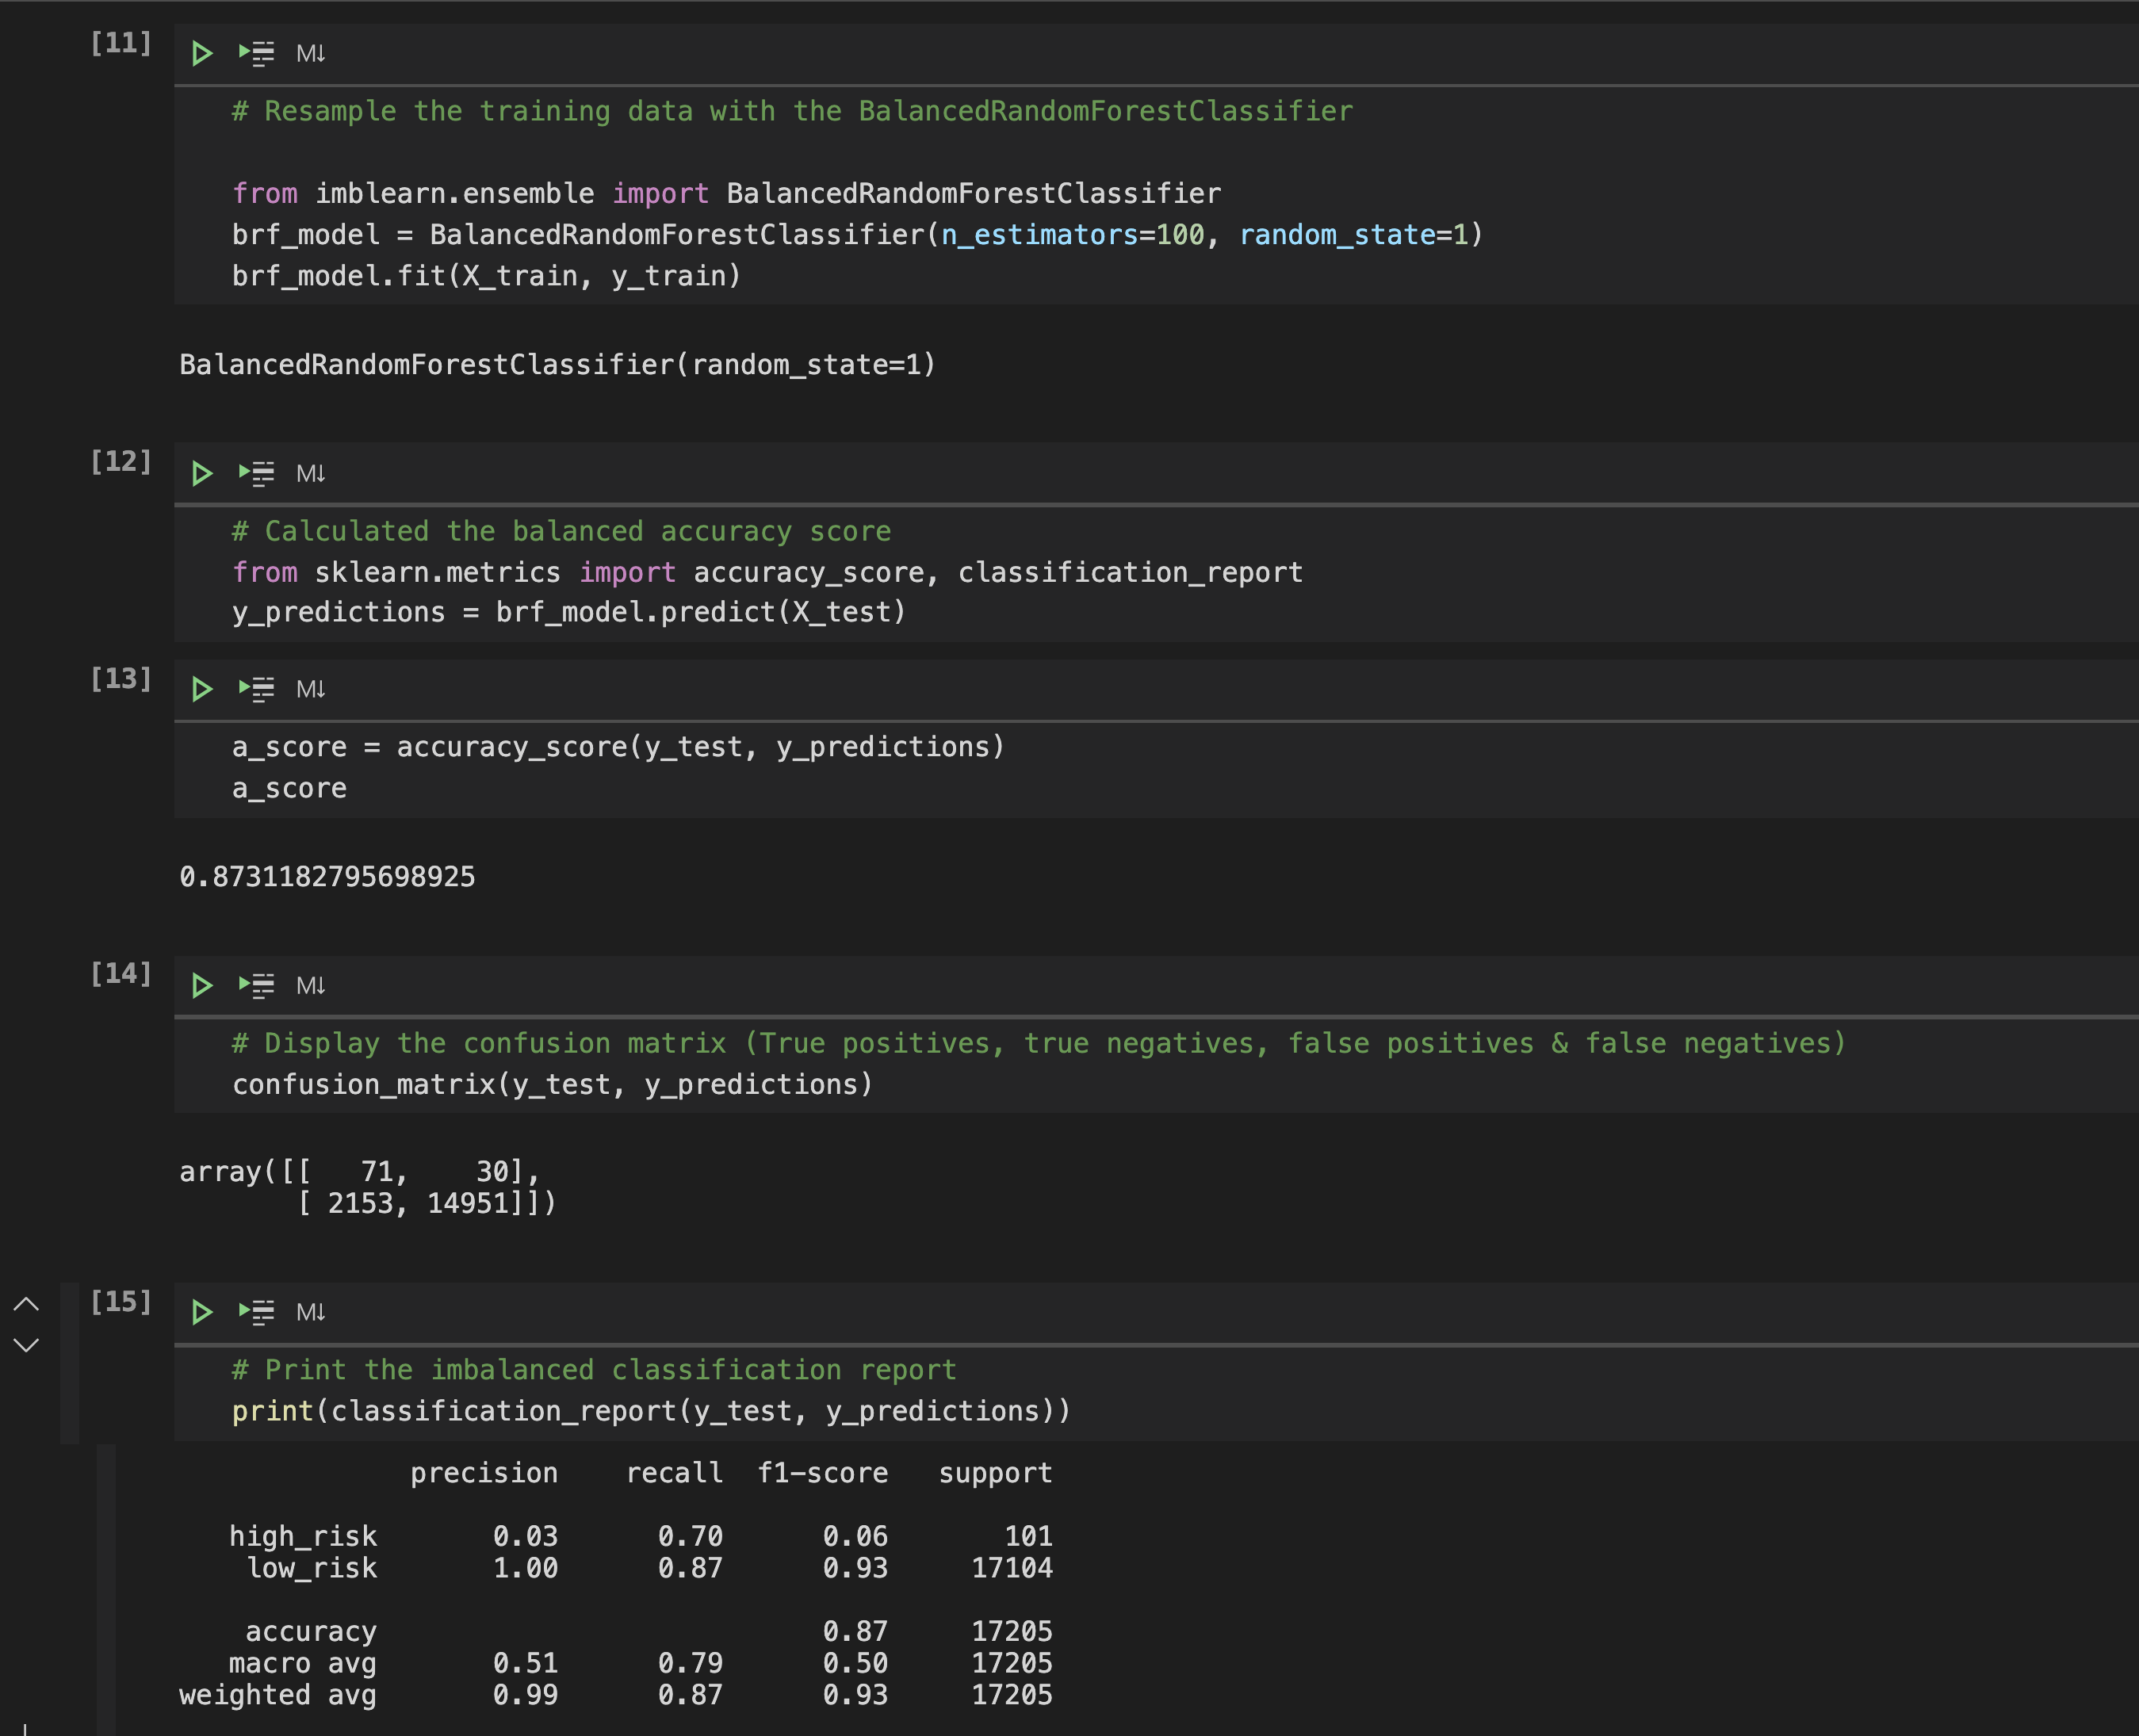 [11]
M↓
# Resample the training data with the BalancedRandomForestClassifier
from imblearn.ensemble import BalancedRandomForestClassifier
brf_model = BalancedRandomForestClassifier(n_estimators=100, random_state=1)
brf_model.fit(X_train, y_train)
BalancedRandomForestClassifier(random_state=1)
[12]
M↓
# Calculated the balanced accuracy score
from sklearn.metrics import accuracy_score, classification_report
y_predictions = brf_model.predict(X_test)
[13]
M↓
a_score = accuracy_score(y_test, y_predictions)
a_score
0.8731182795698925
[14]
M↓
# Display the confusion matrix (True positives, true negatives, false positives & false negatives)
confusion_matrix(y_test, y_predictions)
array([[   71,    30],
       [ 2153, 14951]])
[15]
M↓
# Print the imbalanced classification report
print(classification_report(y_test, y_predictions))
              precision    recall  f1-score   support
   high_risk       0.03      0.70      0.06       101
    low_risk       1.00      0.87      0.93     17104
    accuracy                           0.87     17205
   macro avg       0.51      0.79      0.50     17205
weighted avg       0.99      0.87      0.93     17205